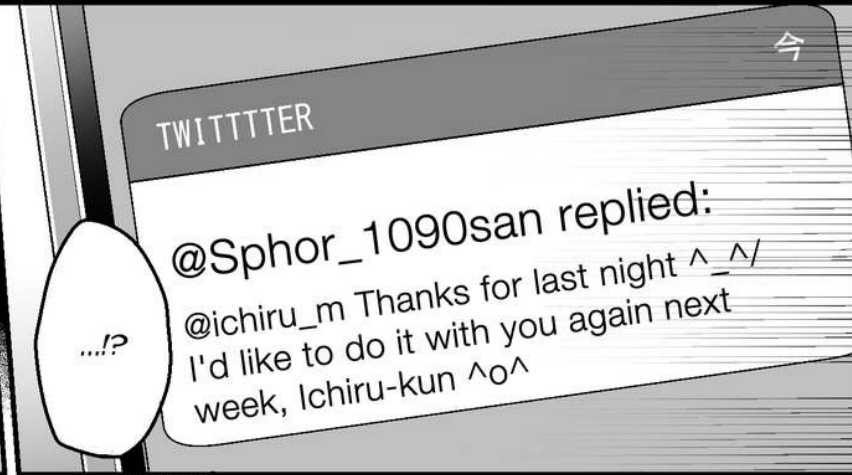 今
TWITTTTER
@Sphor_1090san replied:
@ichiru_m Thanks for last night ^_^/
I'd like to do it with you again next
week, Ichiru-kun ^o^
...!?